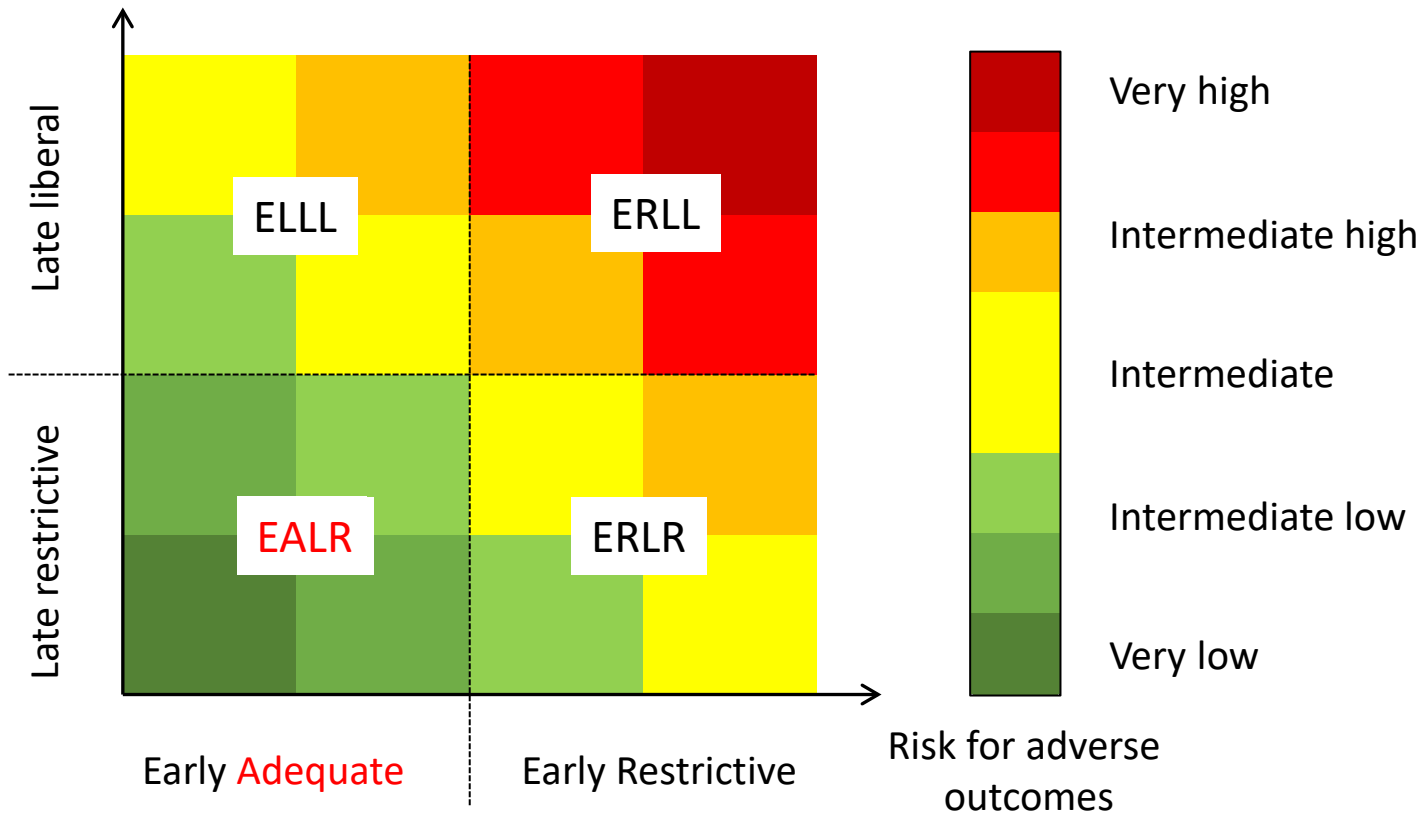 Late liberal
Late restrictive
ELLL
ERLL
EALR
ERLR
Early Adequate
Early Restrictive
Very high
Intermediate high
Intermediate
Intermediate low
Very low
Risk for adverse
outcomes